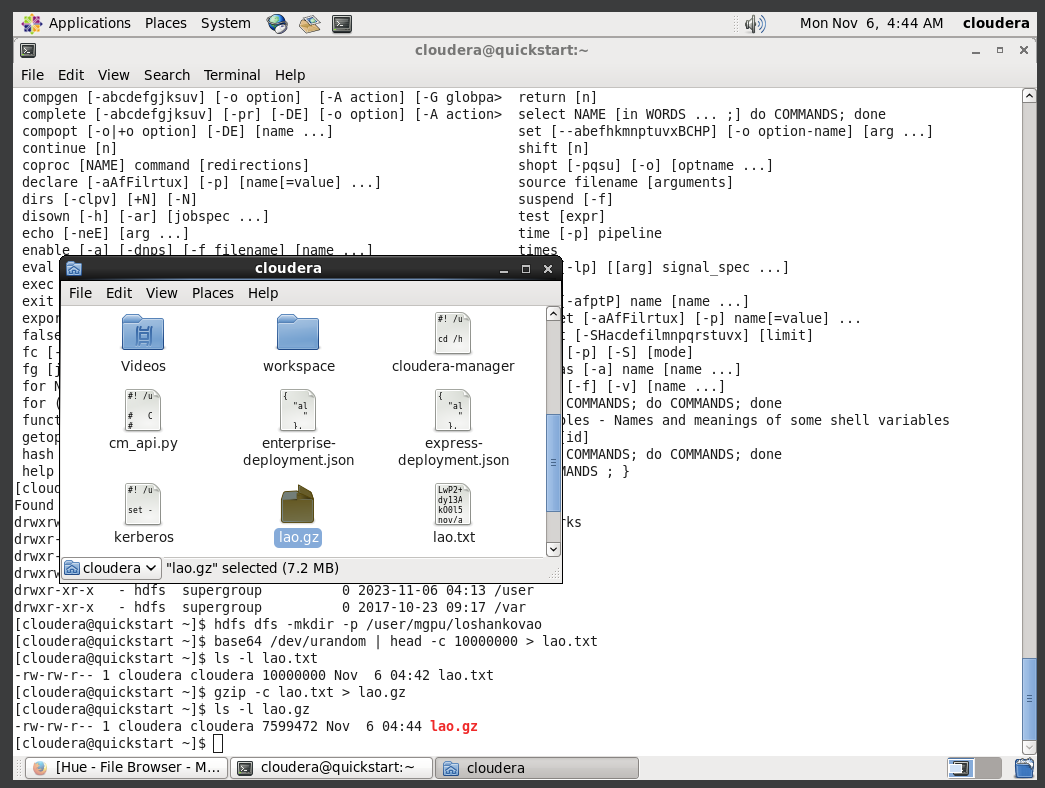 Applications Places System Mon Nov 6, 4:44 AM cloudera
cloudera@quickstart:~
File Edit View Search Terminal Help
compgen [-abcdefgjksuv] [-o option]  [-A action] [-G globpa> return [n]
complete [-abcdefgjksuv] [-pr] [-DE] [-o option] [-A action> select NAME [in WORDS ... ;] do COMMANDS; done
compopt [-o|+o option] [-DE] [name ...] set [--abefhkmnptuvxBCHP] [-o option-name] [arg ...]
continue [n] shift [n]
coproc [NAME] command [redirections] shopt [-pqsu] [-o] [optname ...]
declare [-aAfFilrtux] [-p] [name[=value] ...] source filename [arguments]
dirs [-clpv] [+N] [-N] suspend [-f]
disown [-h] [-ar] [jobspec ...] test [expr]
echo [-neE] [arg ...] time [-p] pipeline
enable [-a] [-dnps] [-f filename] [name ...] times
eval -lp] [[arg] signal_spec ...]
exec
exit [-afptP] name [name ...]
expor et [-aAfFilrtux] [-p] name[=value] ...
false [-SHacdefilmnpqrstuvx] [limit]
fc [- [-p] [-S] [mode]
fg [j as [-a] name [name ...]
for N [-f] [-v] [name ...]
for ( COMMANDS; do COMMANDS; done
funct bles - Names and meanings of some shell variables
getop id]
hash COMMANDS; do COMMANDS; done
help MANDS ; }
cloudera
File Edit View Places Help
Videos workspace cloudera-manager
#! /u
cd /h
cm_api.py enterprise-deployment.json express-deployment.json
#! /u
# C
#
{
"al
"
},
{
"al
"
},
kerberos lao.gz lao.txt
#! /u
set -
LwP2+
dy13A
kO0l5
nov/a
cloudera "lao.gz" selected (7.2 MB)
[cloud
Found
drwxrw rks
drwxr-
drwxr-
drwxrw
drwxr-xr-x   - hdfs  supergroup          0 2023-11-06 04:13 /user
drwxr-xr-x   - hdfs  supergroup          0 2017-10-23 09:17 /var
[cloudera@quickstart ~]$ hdfs dfs -mkdir -p /user/mgpu/loshankovao
[cloudera@quickstart ~]$ base64 /dev/urandom | head -c 10000000 > lao.txt
[cloudera@quickstart ~]$ ls -l lao.txt
-rw-rw-r-- 1 cloudera cloudera 10000000 Nov  6 04:42 lao.txt
[cloudera@quickstart ~]$ gzip -c lao.txt > lao.gz
[cloudera@quickstart ~]$ ls -l lao.gz
-rw-rw-r-- 1 cloudera cloudera 7599472 Nov  6 04:44 lao.gz
[cloudera@quickstart ~]$
[Hue - File Browser - M... cloudera@quickstart:~ cloudera